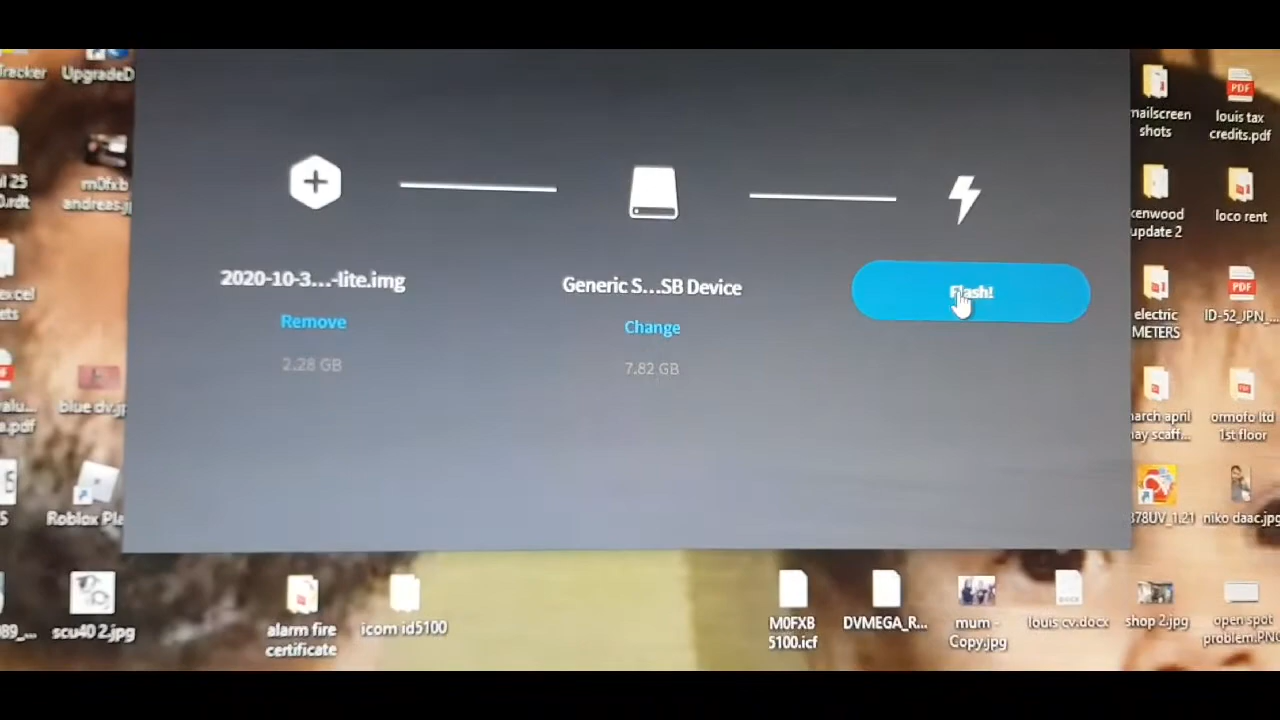 Tracker
UpgradeD
mailscreen
shots
louis tax
credits.pdf
m0fxb
andreas.j
kenwood
update 2
loco rent
2020-10-3...-lite.img
Generic S...SB Device
Flash!
Remove
Change
2.28 GB
7.82 GB
electric
METERS
ID-52_JPN_...
blue dv.jp
march april
may scaff...
ormofo ltd
1st floor
Roblox Pla
878UV_1.21
niko daac.jpg
scu40 2.jpg
alarm fire
certificate
icom id5100
M0FXB
5100.icf
DVMEGA_R...
mum -
Copy.jpg
louis cv.docx
shop 2.jpg
open spot
problem.PNG